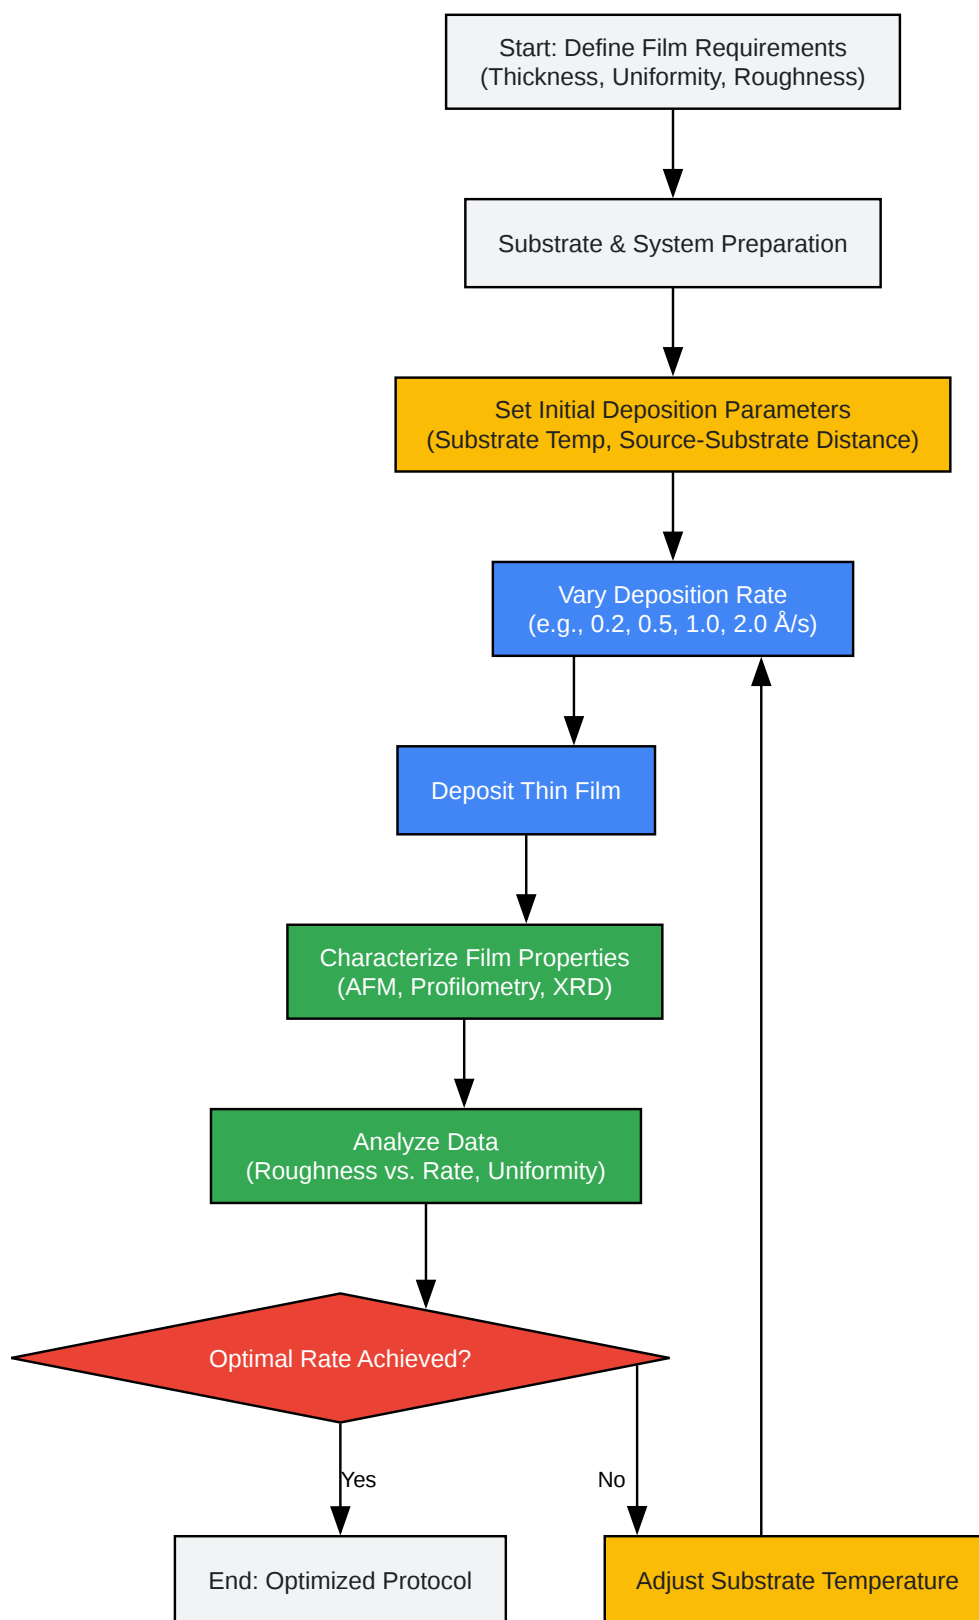 Start: Define Film Requirements
(Thickness, Uniformity, Roughness)
Substrate & System Preparation
Set Initial Deposition Parameters
(Substrate Temp, Source-Substrate Distance)
Vary Deposition Rate
(e.g., 0.2, 0.5, 1.0, 2.0 Å/s)
Deposit Thin Film
Characterize Film Properties
(AFM, Profilometry, XRD)
Analyze Data
(Roughness vs. Rate, Uniformity)
Optimal Rate Achieved?
Yes
No
End: Optimized Protocol
Adjust Substrate Temperature